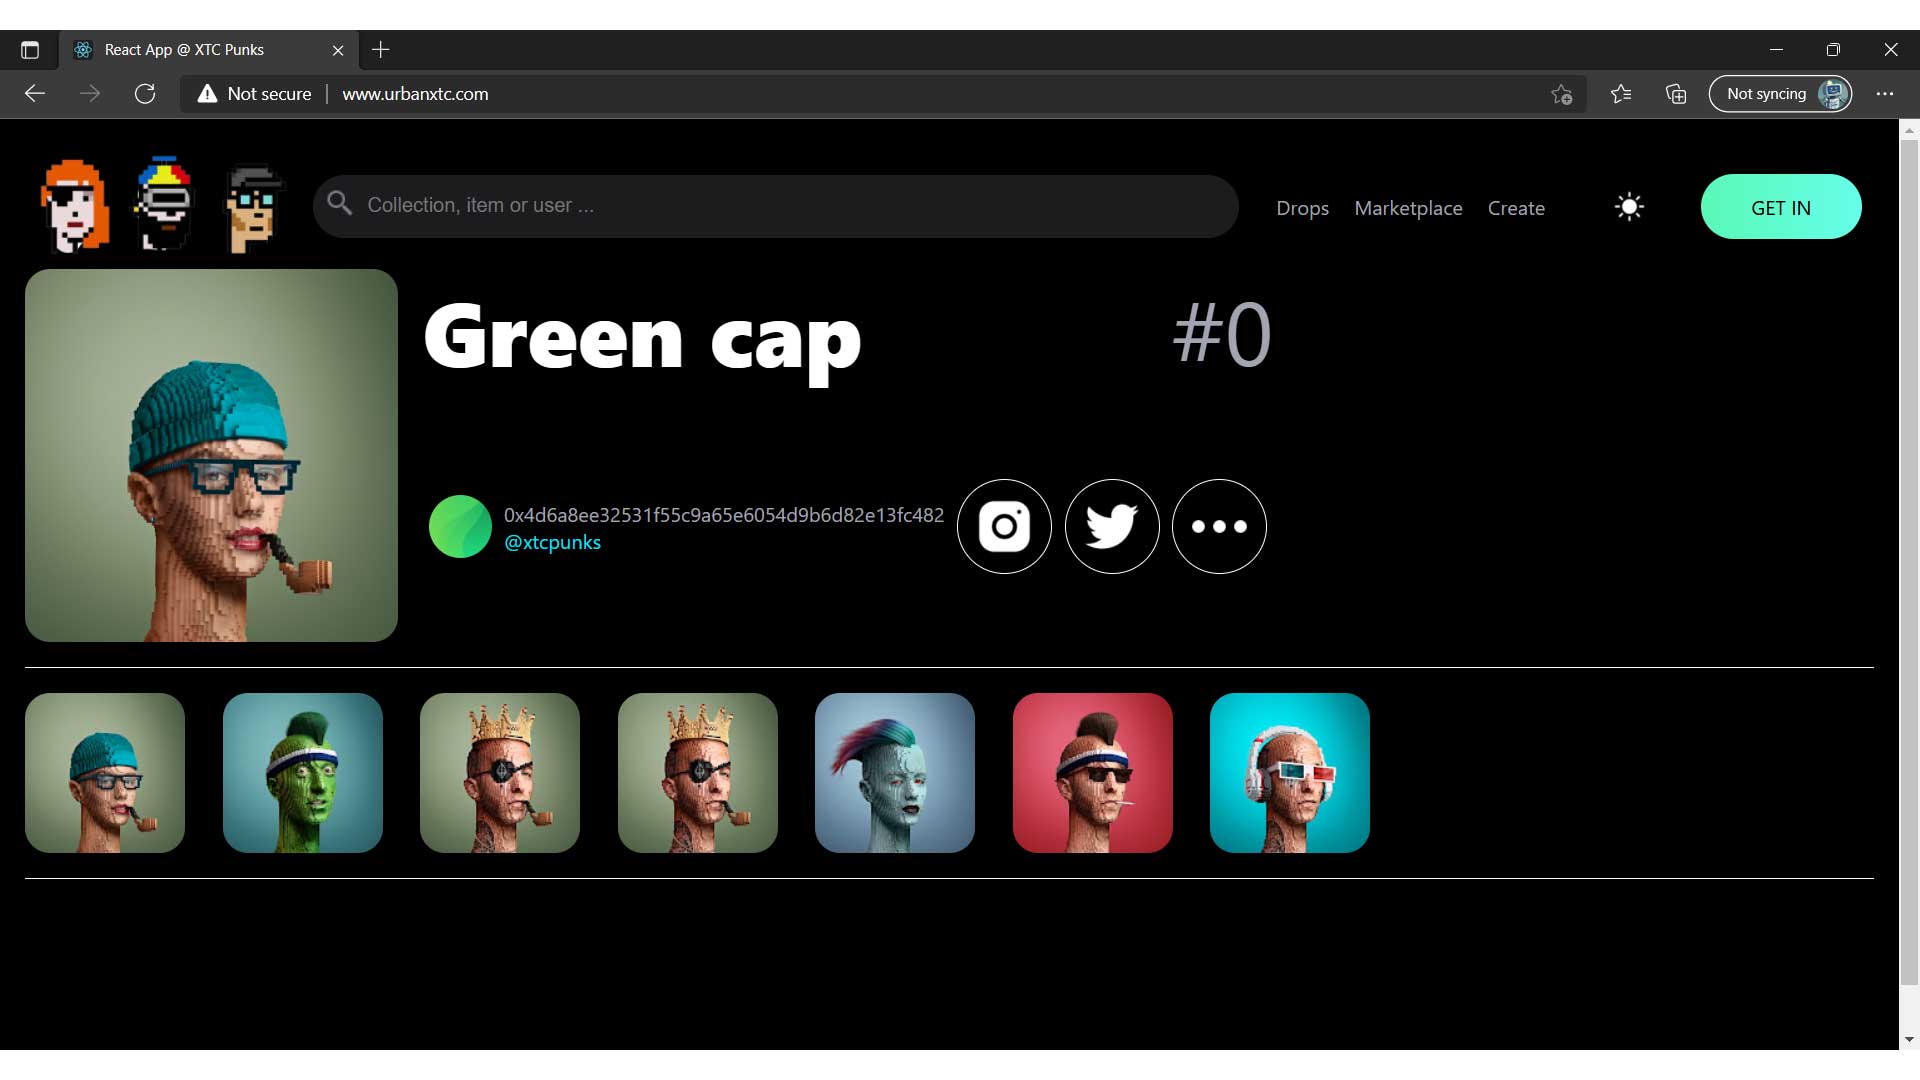 React App @ XTC Punks
Not secure
www.urbanxtc.com
Not syncing
Collection, item or user ...
Drops
Marketplace
Create
GET IN
Green cap
#0
0x4d6a8ee32531f55c9a65e6054d9b6d82e13fc482
@xtcpunks